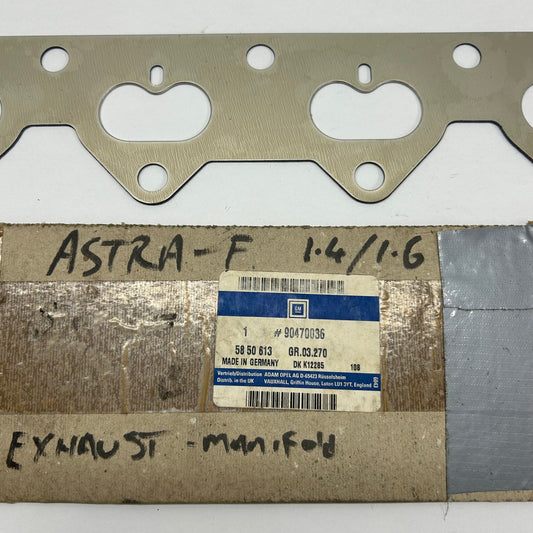 ASTRA-F 1.4/1.6
GM
1 #90470036
58 50 613 GR.03.270
MADE IN GERMANY DK K12285 108
Vertrieb/Distribution ADAM OPEL AG D-65423 Rüsselsheim
Distrib. in the UK VAUXHALL, Griffin House, Luton LU1 3YT, England
EXHAUST - manifold